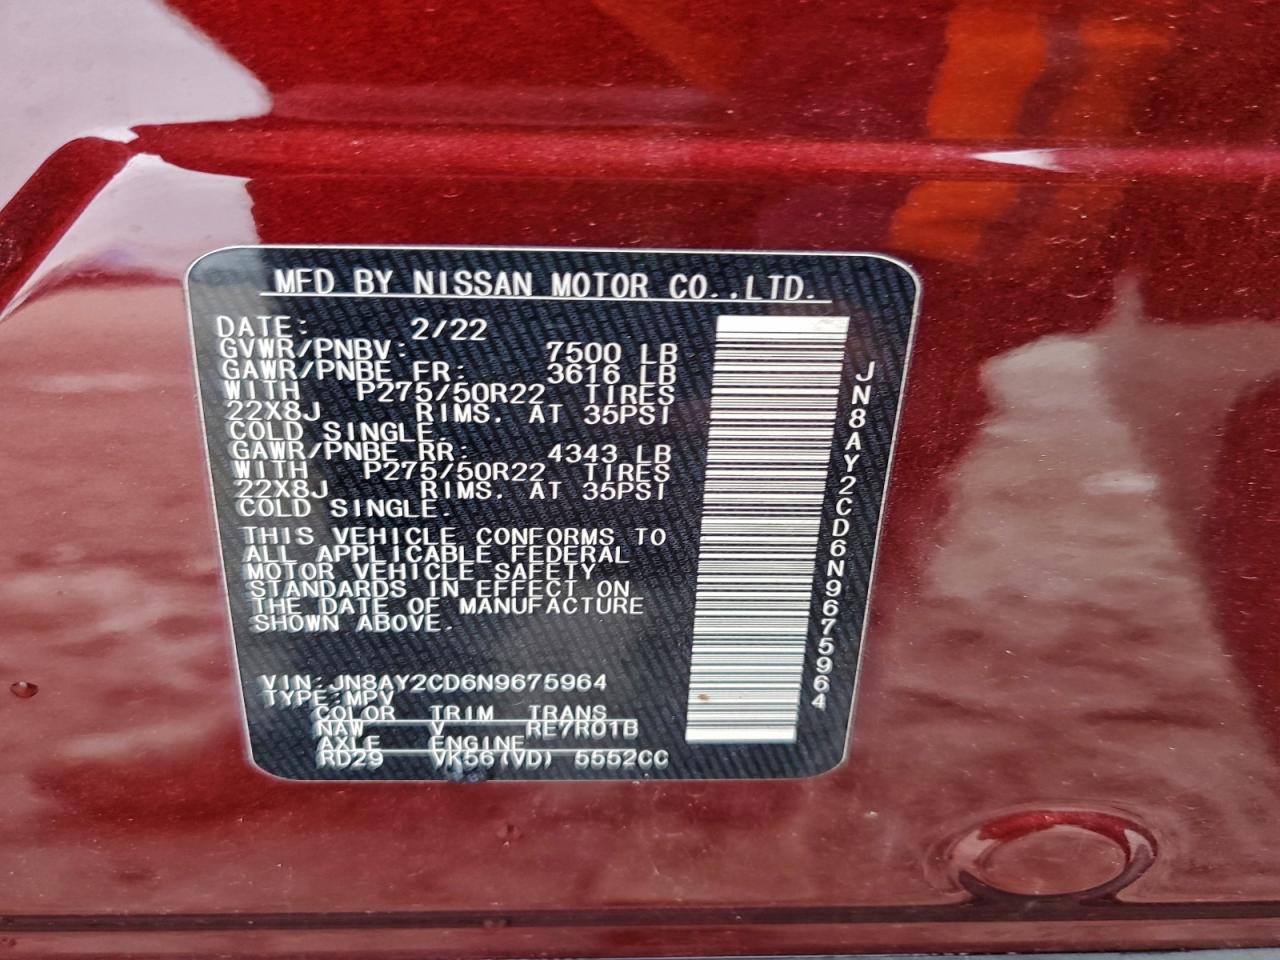 MFD BY NISSAN MOTOR CO.,LTD.
DATE: 2/22
GVWR/PNBV: 7500 LB
GAWR/PNBE FR: 3616 LB
WITH P275/50R22 TIRES
22X8J RIMS. AT 35PSI
COLD SINGLE.
GAWR/PNBE RR: 4343 LB
WITH P275/50R22 TIRES
22X8J RIMS. AT 35PSI
COLD SINGLE.
THIS VEHICLE CONFORMS TO
ALL APPLICABLE FEDERAL
MOTOR VEHICLE SAFETY
STANDARDS IN EFFECT ON
THE DATE OF MANUFACTURE
SHOWN ABOVE.
VIN:JN8AY2CD6N9675964
TYPE:MPV
COLOR TRIM TRANS
NAW V RE7R01B
AXLE ENGINE
RD29 VK56(VD) 5552CC
JN8AY2CD6N9675964